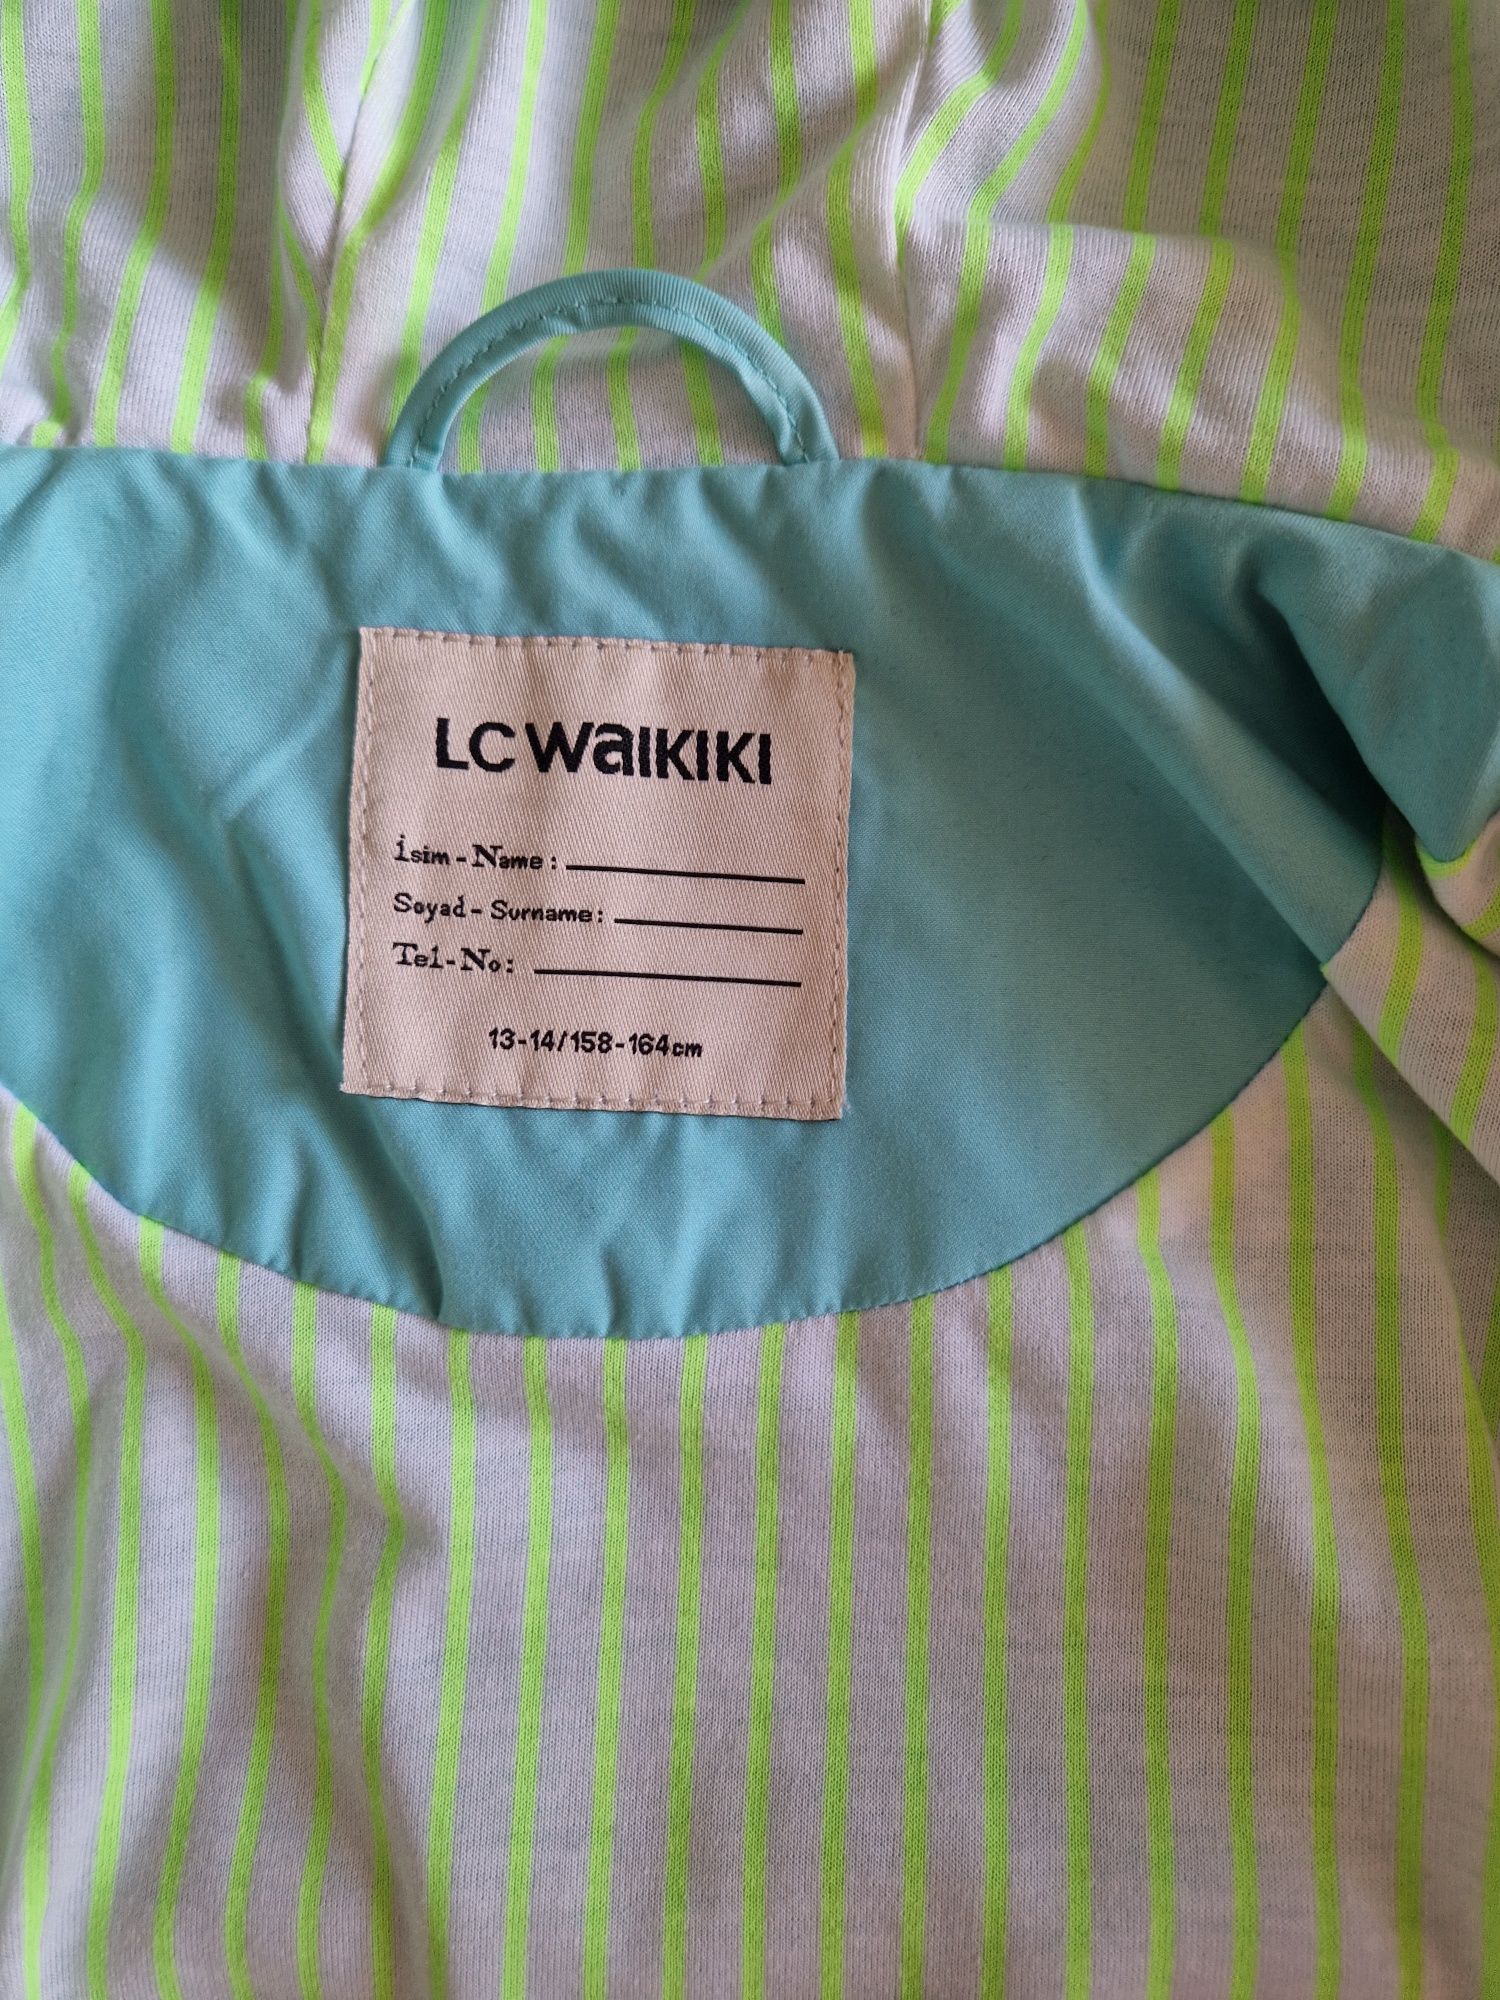 LC Waikiki
İsim - Name :
Soyad - Surname :
Tel - No :
13-14/158-164cm